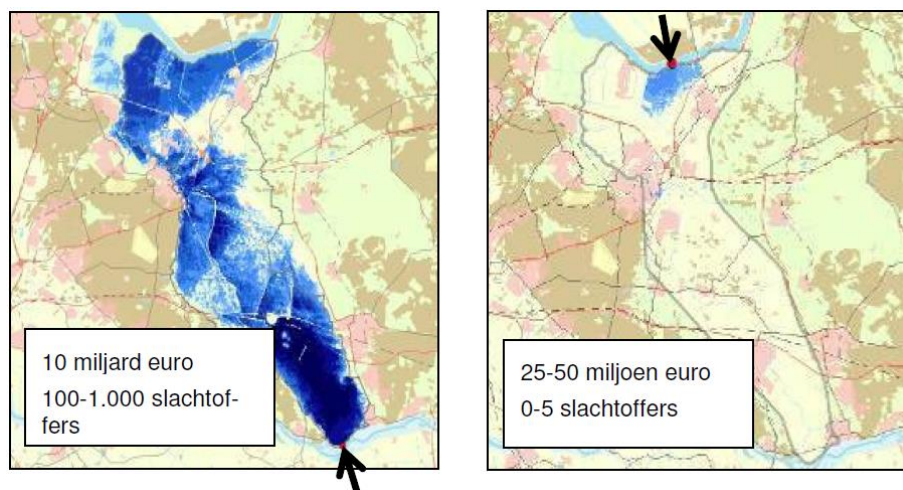 10 miljard euro
100-1.000 slachtof-
fers
25-50 miljoen euro
0-5 slachtoffers